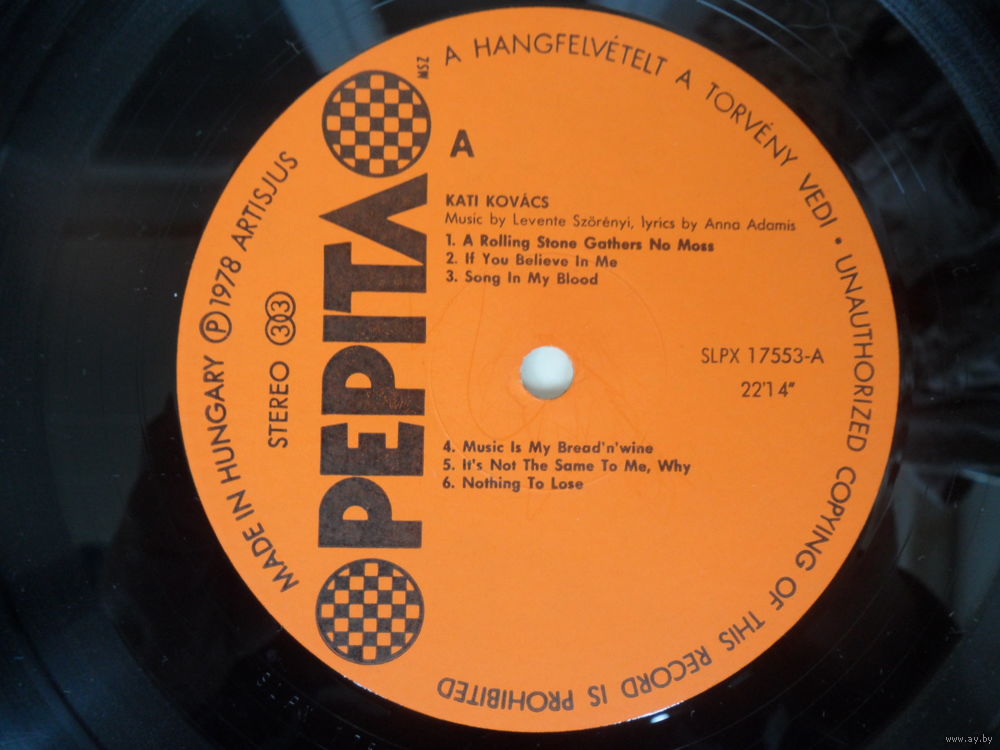 A HANGFELVÉTELT A TORVÉNY VEDI • UNAUTHORIZED COPYING OF THIS RECORD IS PROHIBITED
MADE IN HUNGARY Ⓟ 1978 ARTISJUS
STEREO 303
PEPITA
MSZ
A
KATI KOVÁCS
Music by Levente Szörényi, lyrics by Anna Adamis
1. A Rolling Stone Gathers No Moss
2. If You Believe In Me
3. Song In My Blood
SLPX 17553-A
22'14"
4. Music Is My Bread'n'wine
5. It's Not The Same To Me, Why
6. Nothing To Lose
www.ay.by